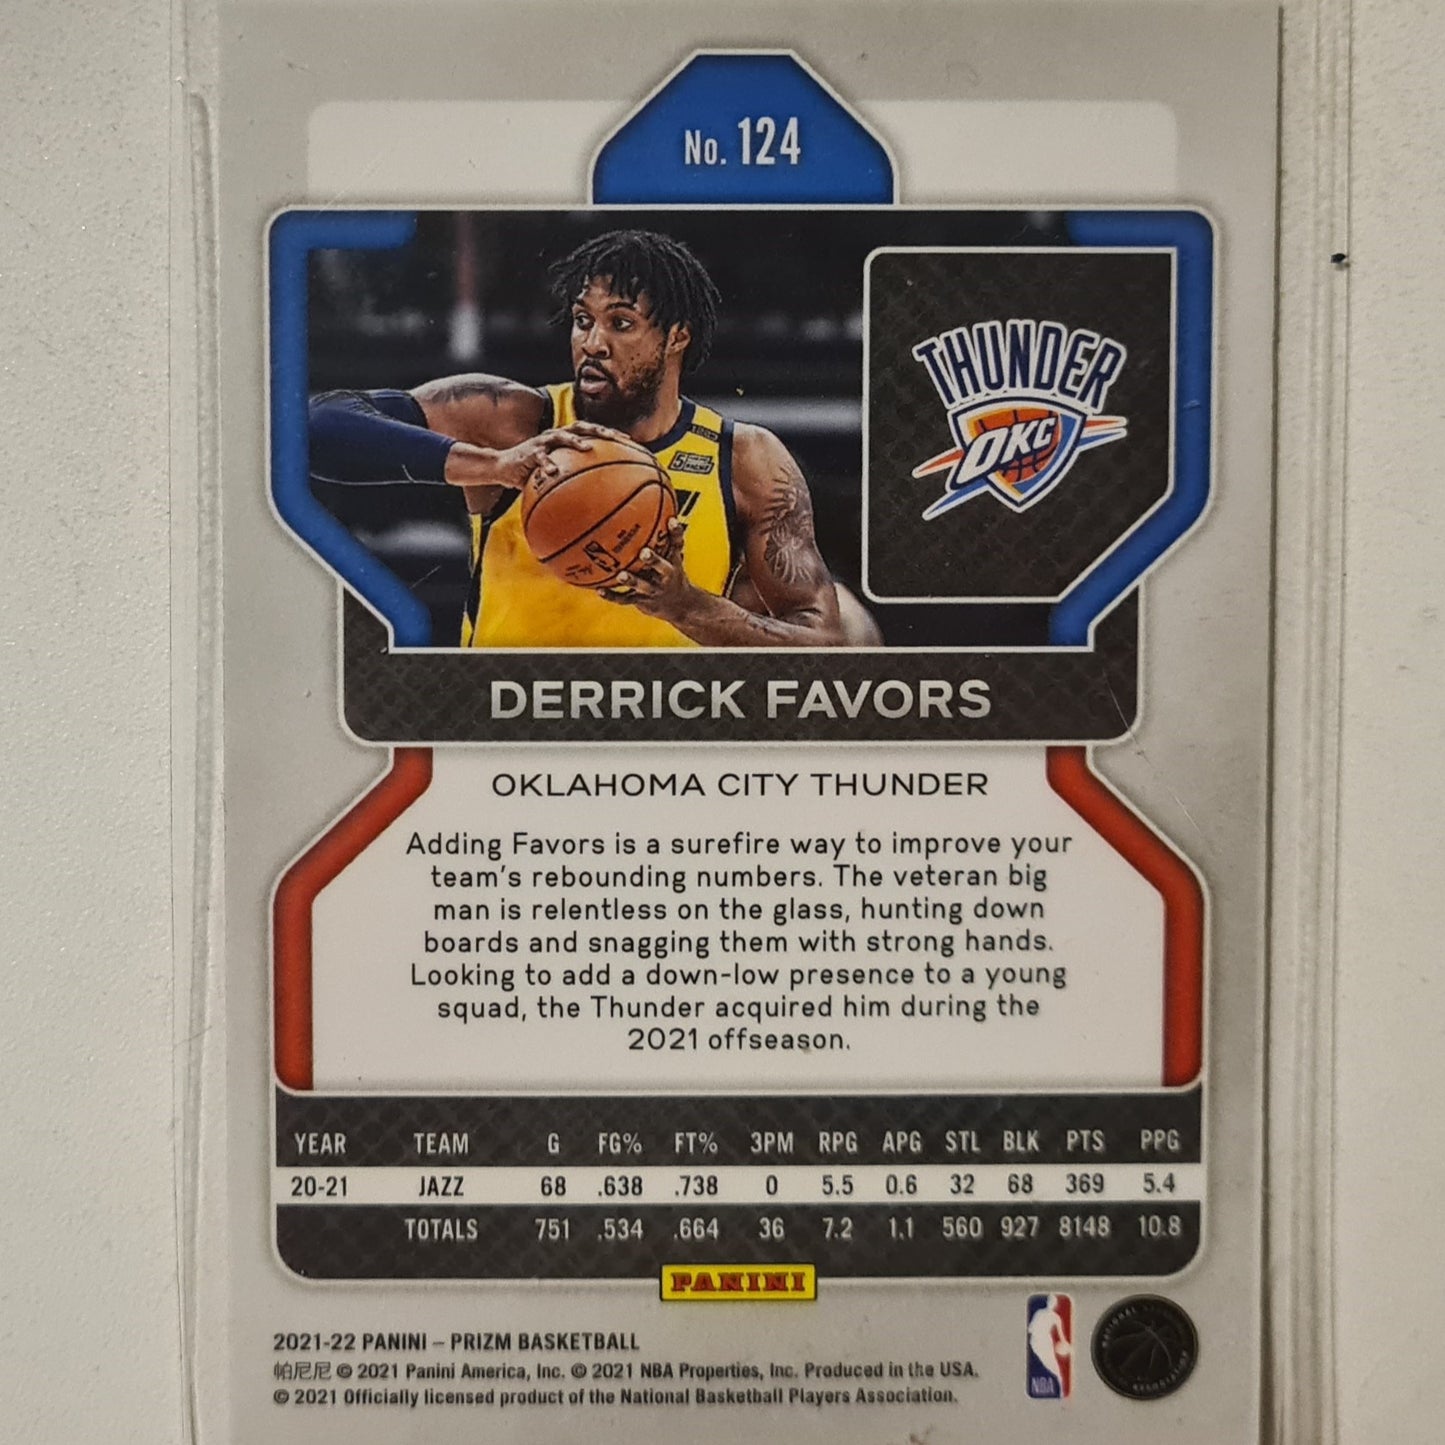 No. 124
THUNDER
OKC
DERRICK FAVORS
OKLAHOMA CITY THUNDER
Adding Favors is a surefire way to improve your
team's rebounding numbers. The veteran big
man is relentless on the glass, hunting down
boards and snagging them with strong hands.
Looking to add a down-low presence to a young
squad, the Thunder acquired him during the
2021 offseason.
YEAR TEAM G FG% FT% 3PM RPG APG STL BLK PTS PPG
20-21 JAZZ 68 .638 .738 0 5.5 0.6 32 68 369 5.4
TOTALS 751 .534 .664 36 7.2 1.1 560 927 8148 10.8
PANINI
2021-22 PANINI – PRIZM BASKETBALL
帕尼尼 © 2021 Panini America, Inc. © 2021 NBA Properties, Inc. Produced in the USA.
© 2021 Officially licensed product of the National Basketball Players Association.
NBA